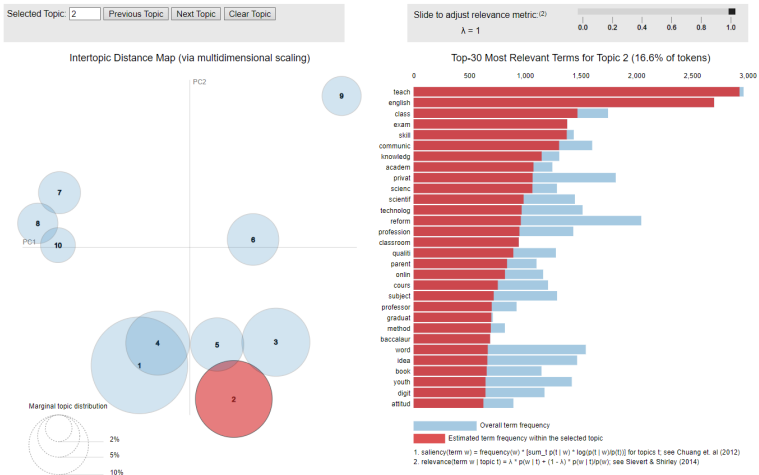 Selected Topic: 2 Previous Topic Next Topic Clear Topic
Slide to adjust relevance metric:(2)
λ = 1
0.0 0.2 0.4 0.6 0.8 1.0
Intertopic Distance Map (via multidimensional scaling)
PC2
PC1
9
7
8
10
6
4
1
5
3
2
Marginal topic distribution
2%
5%
10%
Top-30 Most Relevant Terms for Topic 2 (16.6% of tokens)
0 500 1,000 1,500 2,000 2,500 3,000
teach
english
class
exam
skill
communic
knowledg
academ
privat
scienc
scientif
technolog
reform
profession
classroom
qualiti
parent
onlin
cours
subject
professor
graduat
method
baccalaur
word
idea
book
youth
digit
attitud
Overall term frequency
Estimated term frequency within the selected topic
1. saliency(term w) = frequency(w) * [sum_t p(t | w) * log(p(t | w)/p(t))] for topics t; see Chuang et. al (2012)
2. relevance(term w | topic t) = λ * p(w | t) + (1 - λ) * p(w | t)/p(w); see Sievert & Shirley (2014)